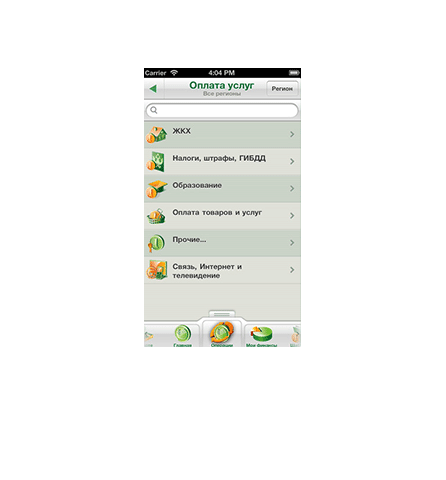 Carrier 4:04 PM
Оплата услуг
Все регионы
Регион
ЖКХ
Налоги, штрафы, ГИБДД
Образование
Оплата товаров и услуг
Прочие...
Связь, Интернет и
телевидение
Главная Операции Мои финансы